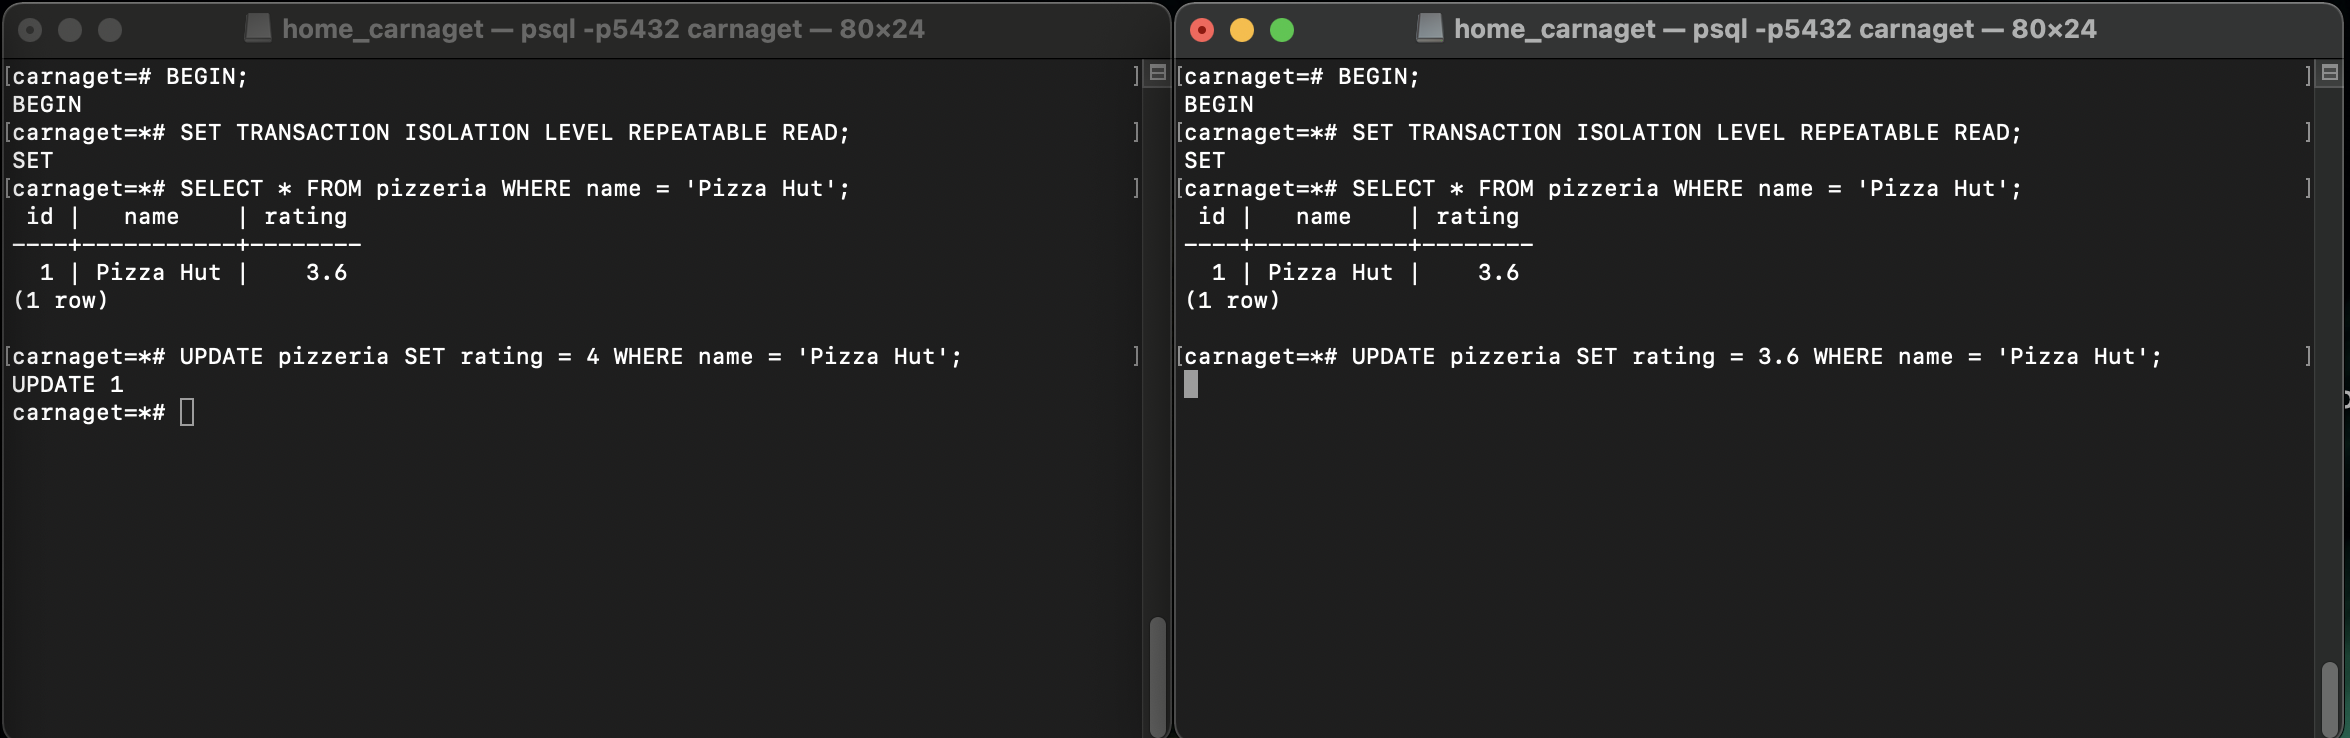 home_carnaget — psql -p5432 carnaget — 80×24
[carnaget=# BEGIN; ]
BEGIN
[carnaget=*# SET TRANSACTION ISOLATION LEVEL REPEATABLE READ; ]
SET
[carnaget=*# SELECT * FROM pizzeria WHERE name = 'Pizza Hut'; ]
 id |   name    | rating
----+-----------+--------
  1 | Pizza Hut |    3.6
(1 row)
[carnaget=*# UPDATE pizzeria SET rating = 4 WHERE name = 'Pizza Hut'; ]
UPDATE 1
carnaget=*#
home_carnaget — psql -p5432 carnaget — 80×24
[carnaget=# BEGIN; ]
BEGIN
[carnaget=*# SET TRANSACTION ISOLATION LEVEL REPEATABLE READ; ]
SET
[carnaget=*# SELECT * FROM pizzeria WHERE name = 'Pizza Hut'; ]
 id |   name    | rating
----+-----------+--------
  1 | Pizza Hut |    3.6
(1 row)
[carnaget=*# UPDATE pizzeria SET rating = 3.6 WHERE name = 'Pizza Hut'; ]